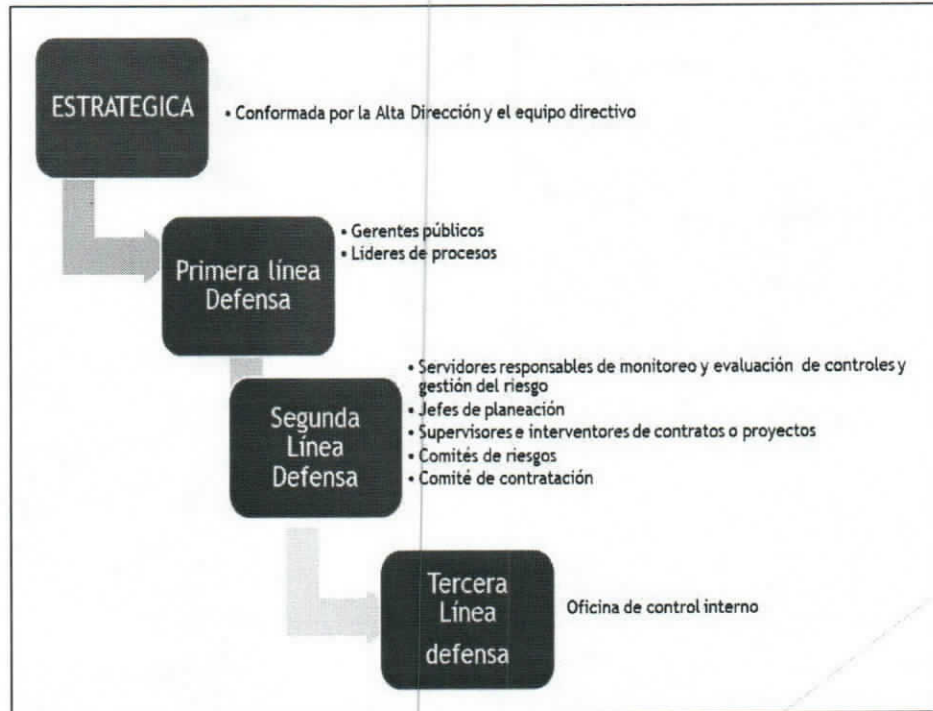 ESTRATEGICA
• Conformada por la Alta Dirección y el equipo directivo
Primera línea
Defensa
• Gerentes públicos
• Líderes de procesos
Segunda
Línea
Defensa
• Servidores responsables de monitoreo y evaluación de controles y
gestión del riesgo
• Jefes de planeación
• Supervisores e interventores de contratos o proyectos
• Comités de riesgos
• Comité de contratación
Tercera
Línea
defensa
Oficina de control interno